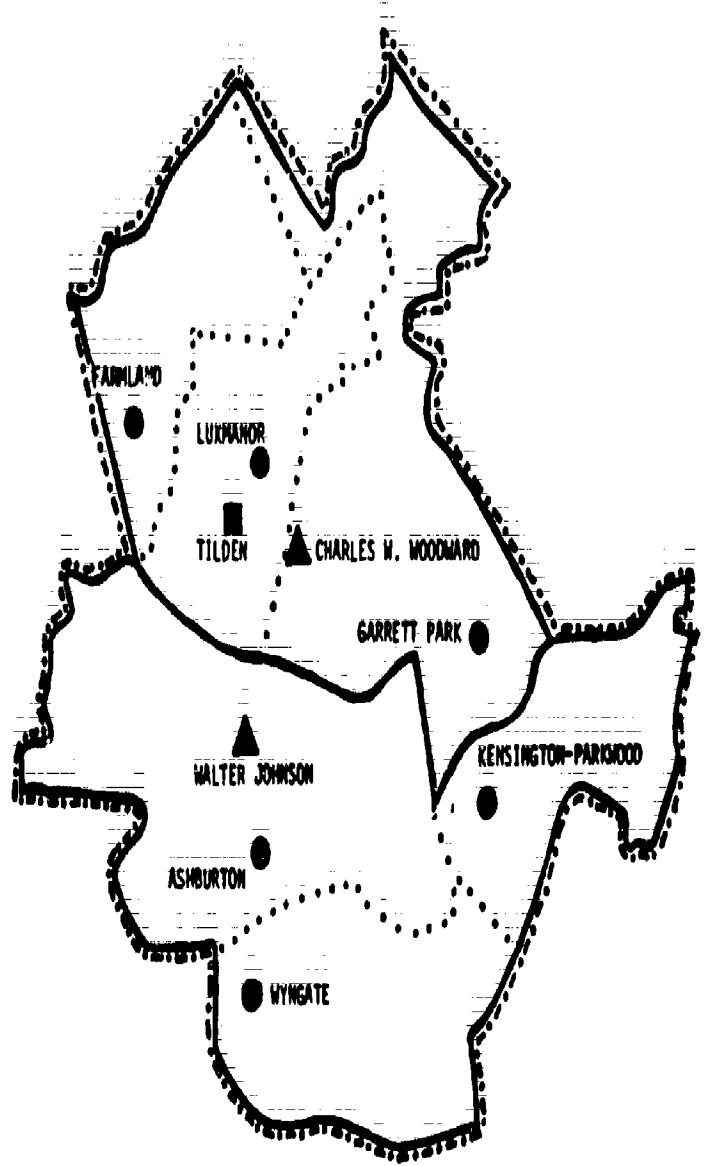 FARMLAND
LUXMANOR
TILDEN
CHARLES W. WOODWARD
GARRETT PARK
WALTER JOHNSON
KENSINGTON-PARKWOOD
ASHBURTON
WYNGATE